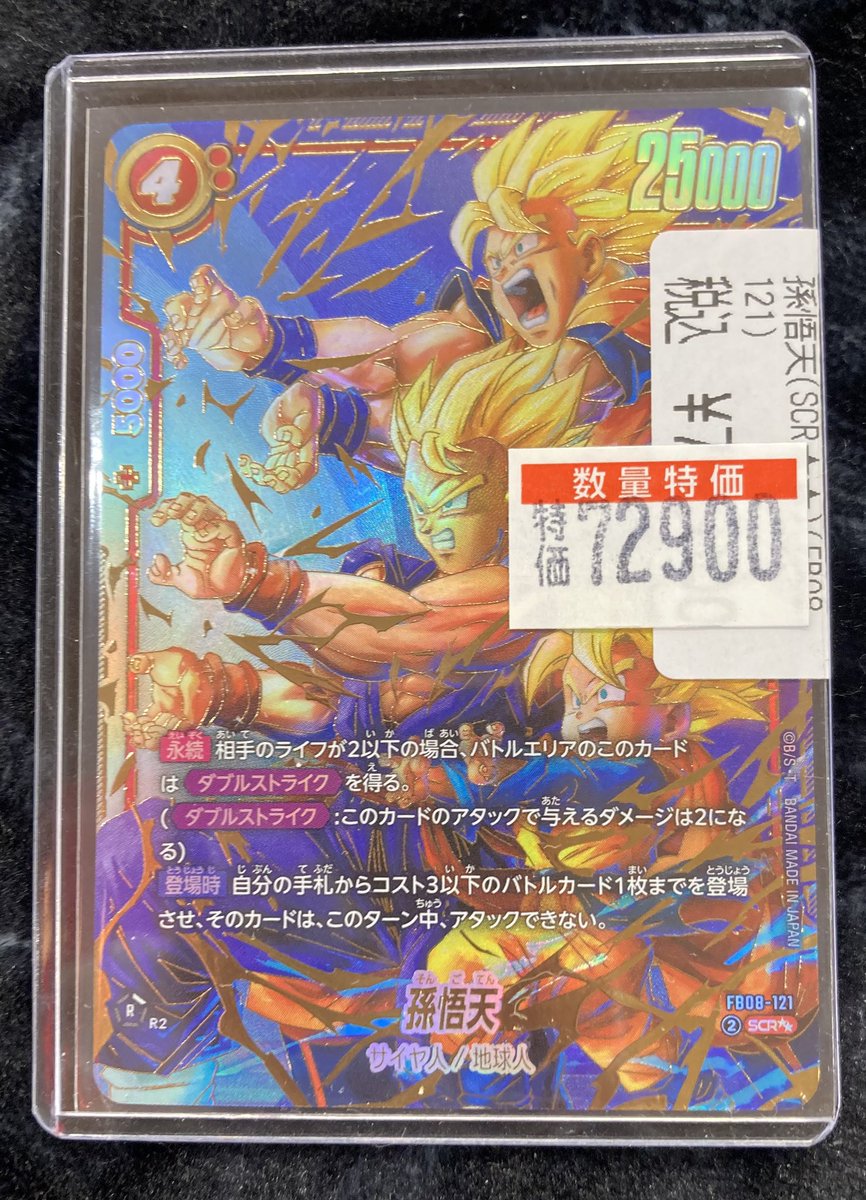 4
25000
5000
孫悟天(SCR
121)
税込 ¥7
数量特価
特価 72900
永続 相手のライフが2以下の場合、バトルエリアのこのカード
は ダブルストライク を得る。
( ダブルストライク :このカードのアタックで与えるダメージは2にな
る)
登場時 自分の手札からコスト3以下のバトルカード1枚までを登場
させ、そのカードは、このターン中、アタックできない。
©B/S･T BANDAI MADE IN JAPAN
そんごてん
孫悟天
サイヤ人/地球人
R R2
FB08-121
2 SCR★★